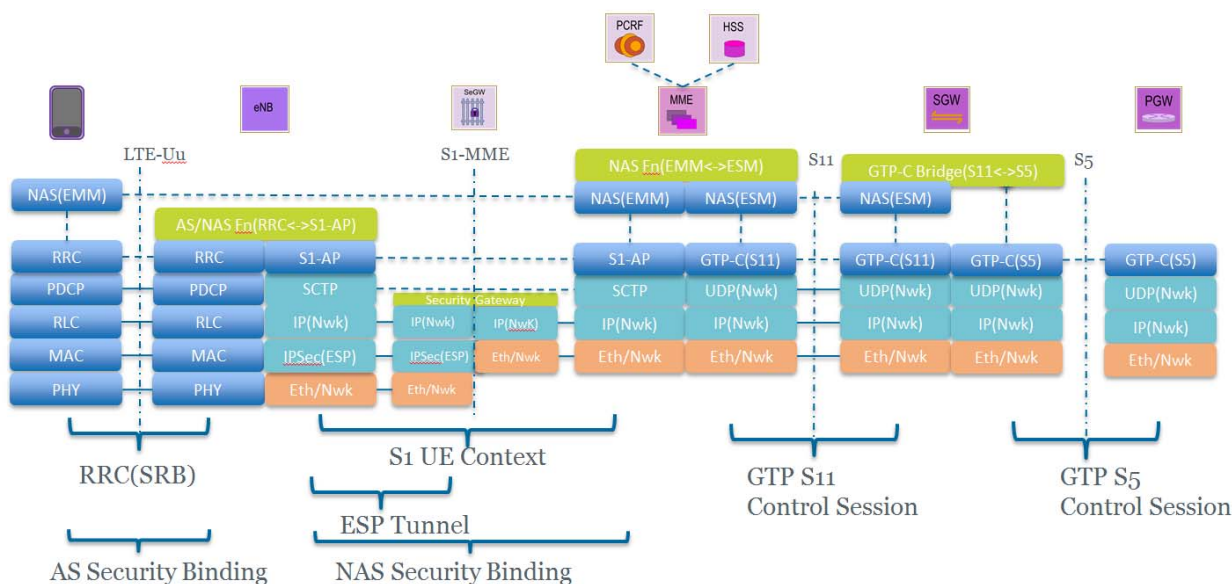 PCRF
HSS
eNB
SeGW
MME
SGW
PGW
LTE-Uu
S1-MME
NAS Fn(EMM<->ESM)
S11
GTP-C Bridge(S11<->S5)
S5
NAS(EMM)
NAS(EMM)
NAS(ESM)
NAS(ESM)
AS/NAS Fn(RRC<->S1-AP)
RRC
RRC
S1-AP
S1-AP
GTP-C(S11)
GTP-C(S11)
GTP-C(S5)
GTP-C(S5)
PDCP
PDCP
SCTP
Security Gateway
SCTP
UDP(Nwk)
UDP(Nwk)
UDP(Nwk)
UDP(Nwk)
RLC
RLC
IP(Nwk)
IP(Nwk)
IP(NwK)
IP(Nwk)
IP(Nwk)
IP(Nwk)
IP(Nwk)
IP(Nwk)
MAC
MAC
IPSec(ESP)
IPSec(ESP)
Eth/Nwk
Eth/Nwk
Eth/Nwk
Eth/Nwk
Eth/Nwk
Eth/Nwk
PHY
PHY
Eth/Nwk
Eth/Nwk
RRC(SRB)
S1 UE Context
GTP S11
Control Session
GTP S5
Control Session
ESP Tunnel
AS Security Binding
NAS Security Binding